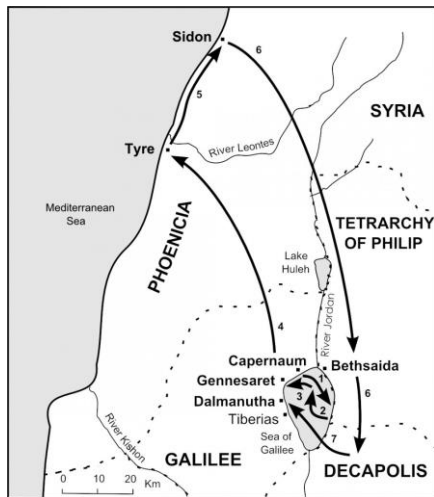 Sidon
6
SYRIA
5
Tyre
River Leontes
Mediterranean
Sea
TETRARCHY
OF PHILIP
PHOENICIA
Lake
Huleh
River Jordan
4
Capernaum
Bethsaida
Gennesaret
1
6
3
Dalmanutha
2
Tiberias
7
Sea of
Galilee
River Kishon
GALILEE
DECAPOLIS
0 10 20
Km